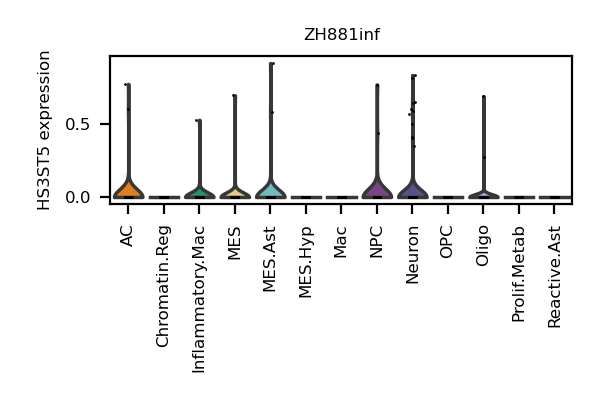 ZH881inf
HS3ST5 expression
0.5
0.0
AC
Chromatin.Reg
Inflammatory.Mac
MES
MES.Ast
MES.Hyp
Mac
NPC
Neuron
OPC
Oligo
Prolif.Metab
Reactive.Ast